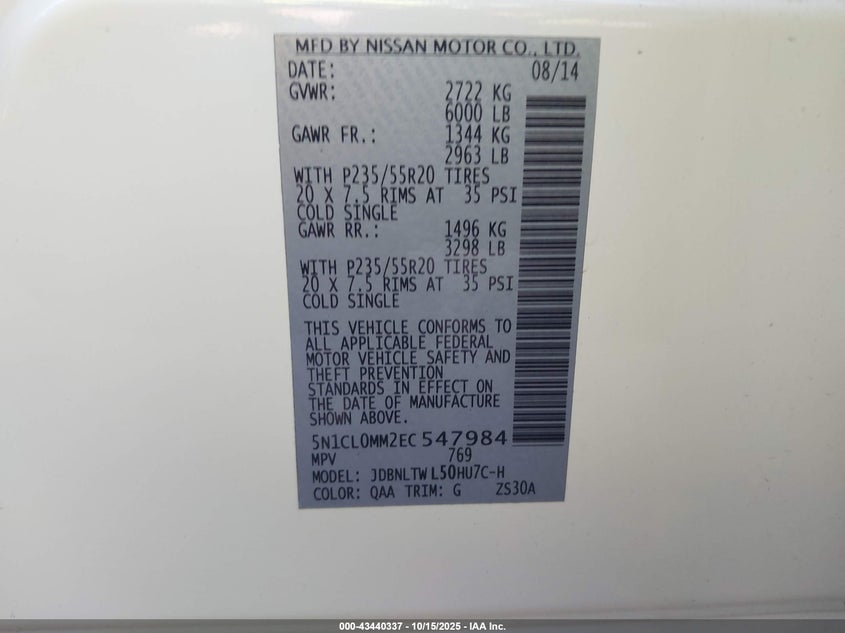 MFD BY NISSAN MOTOR CO., LTD.
DATE: 08/14
GVWR: 2722 KG
6000 LB
GAWR FR.: 1344 KG
2963 LB
WITH P235/55R20 TIRES
20 X 7.5 RIMS AT 35 PSI
COLD SINGLE
GAWR RR.: 1496 KG
3298 LB
WITH P235/55R20 TIRES
20 X 7.5 RIMS AT 35 PSI
COLD SINGLE
THIS VEHICLE CONFORMS TO
ALL APPLICABLE FEDERAL
MOTOR VEHICLE SAFETY AND
THEFT PREVENTION
STANDARDS IN EFFECT ON
THE DATE OF MANUFACTURE
SHOWN ABOVE.
5N1CL0MM2EC547984
MPV 769
MODEL: JDBNLTWL50HU7C-H
COLOR: QAA TRIM: G ZS30A
000-43440337 - 10/15/2025 - IAA Inc.